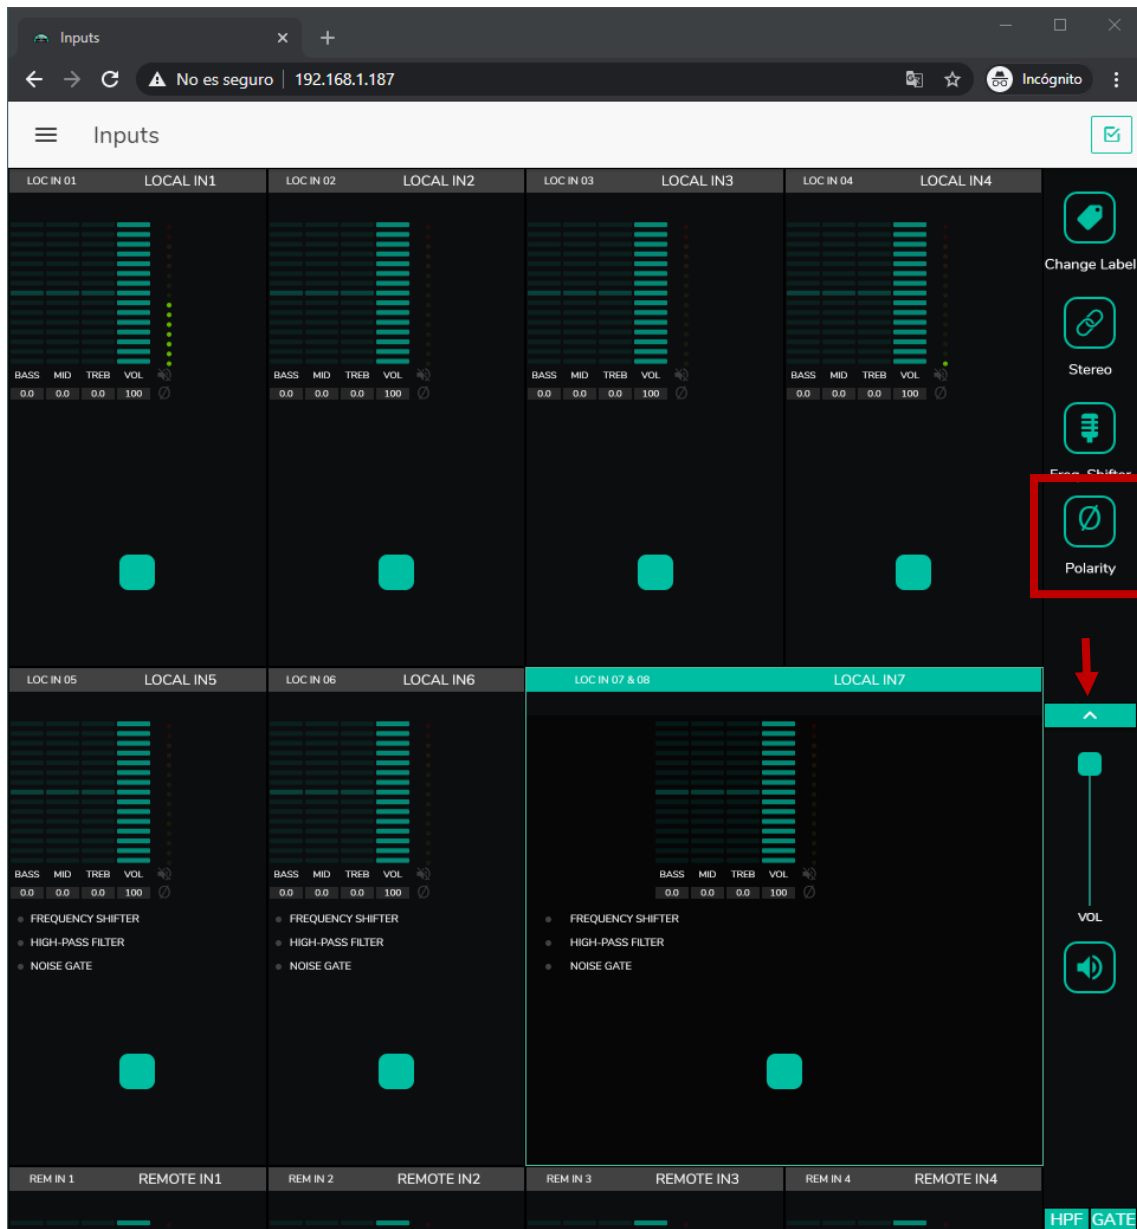 Inputs
No es seguro | 192.168.1.187
Incógnito
Inputs
LOC IN 01 LOCAL IN1 LOC IN 02 LOCAL IN2 LOC IN 03 LOCAL IN3 LOC IN 04 LOCAL IN4
Change Label
Stereo
BASS MID TREB VOL BASS MID TREB VOL BASS MID TREB VOL BASS MID TREB VOL
0.0 0.0 0.0 100 Ø 0.0 0.0 0.0 100 Ø 0.0 0.0 0.0 100 Ø 0.0 0.0 0.0 100 Ø
Freq. Shifter
Ø
Polarity
LOC IN 05 LOCAL IN5 LOC IN 06 LOCAL IN6 LOC IN 07 & 08 LOCAL IN7
BASS MID TREB VOL BASS MID TREB VOL BASS MID TREB VOL
0.0 0.0 0.0 100 Ø 0.0 0.0 0.0 100 Ø 0.0 0.0 0.0 100 Ø
FREQUENCY SHIFTER FREQUENCY SHIFTER FREQUENCY SHIFTER
HIGH-PASS FILTER HIGH-PASS FILTER HIGH-PASS FILTER
NOISE GATE NOISE GATE NOISE GATE
VOL
REM IN 1 REMOTE IN1 REM IN 2 REMOTE IN2 REM IN 3 REMOTE IN3 REM IN 4 REMOTE IN4
HPF GATE